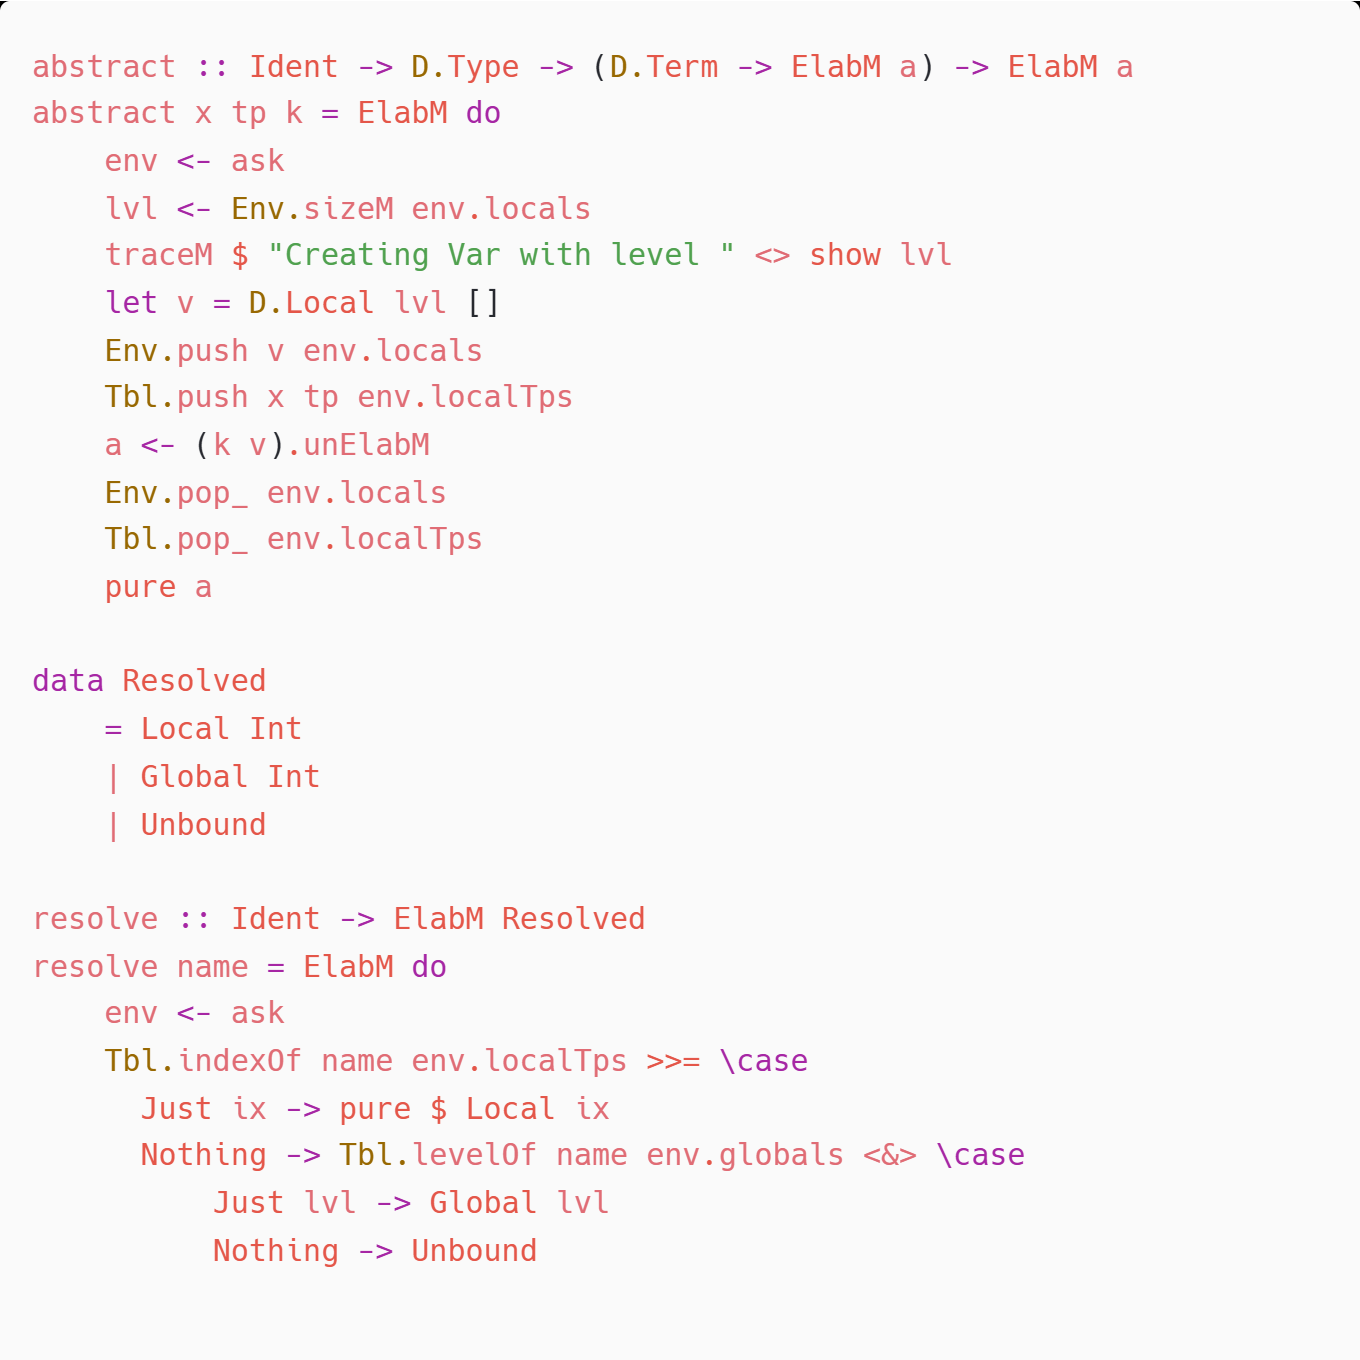 abstract :: Ident -> D.Type -> (D.Term -> ElabM a) -> ElabM a
abstract x tp k = ElabM do
    env <- ask
    lvl <- Env.sizeM env.locals
    traceM $ "Creating Var with level " <> show lvl
    let v = D.Local lvl []
    Env.push v env.locals
    Tbl.push x tp env.localTps
    a <- (k v).unElabM
    Env.pop_ env.locals
    Tbl.pop_ env.localTps
    pure a

data Resolved
    = Local Int
    | Global Int
    | Unbound

resolve :: Ident -> ElabM Resolved
resolve name = ElabM do
    env <- ask
    Tbl.indexOf name env.localTps >>= \case
      Just ix -> pure $ Local ix
      Nothing -> Tbl.levelOf name env.globals <&> \case
          Just lvl -> Global lvl
          Nothing -> Unbound